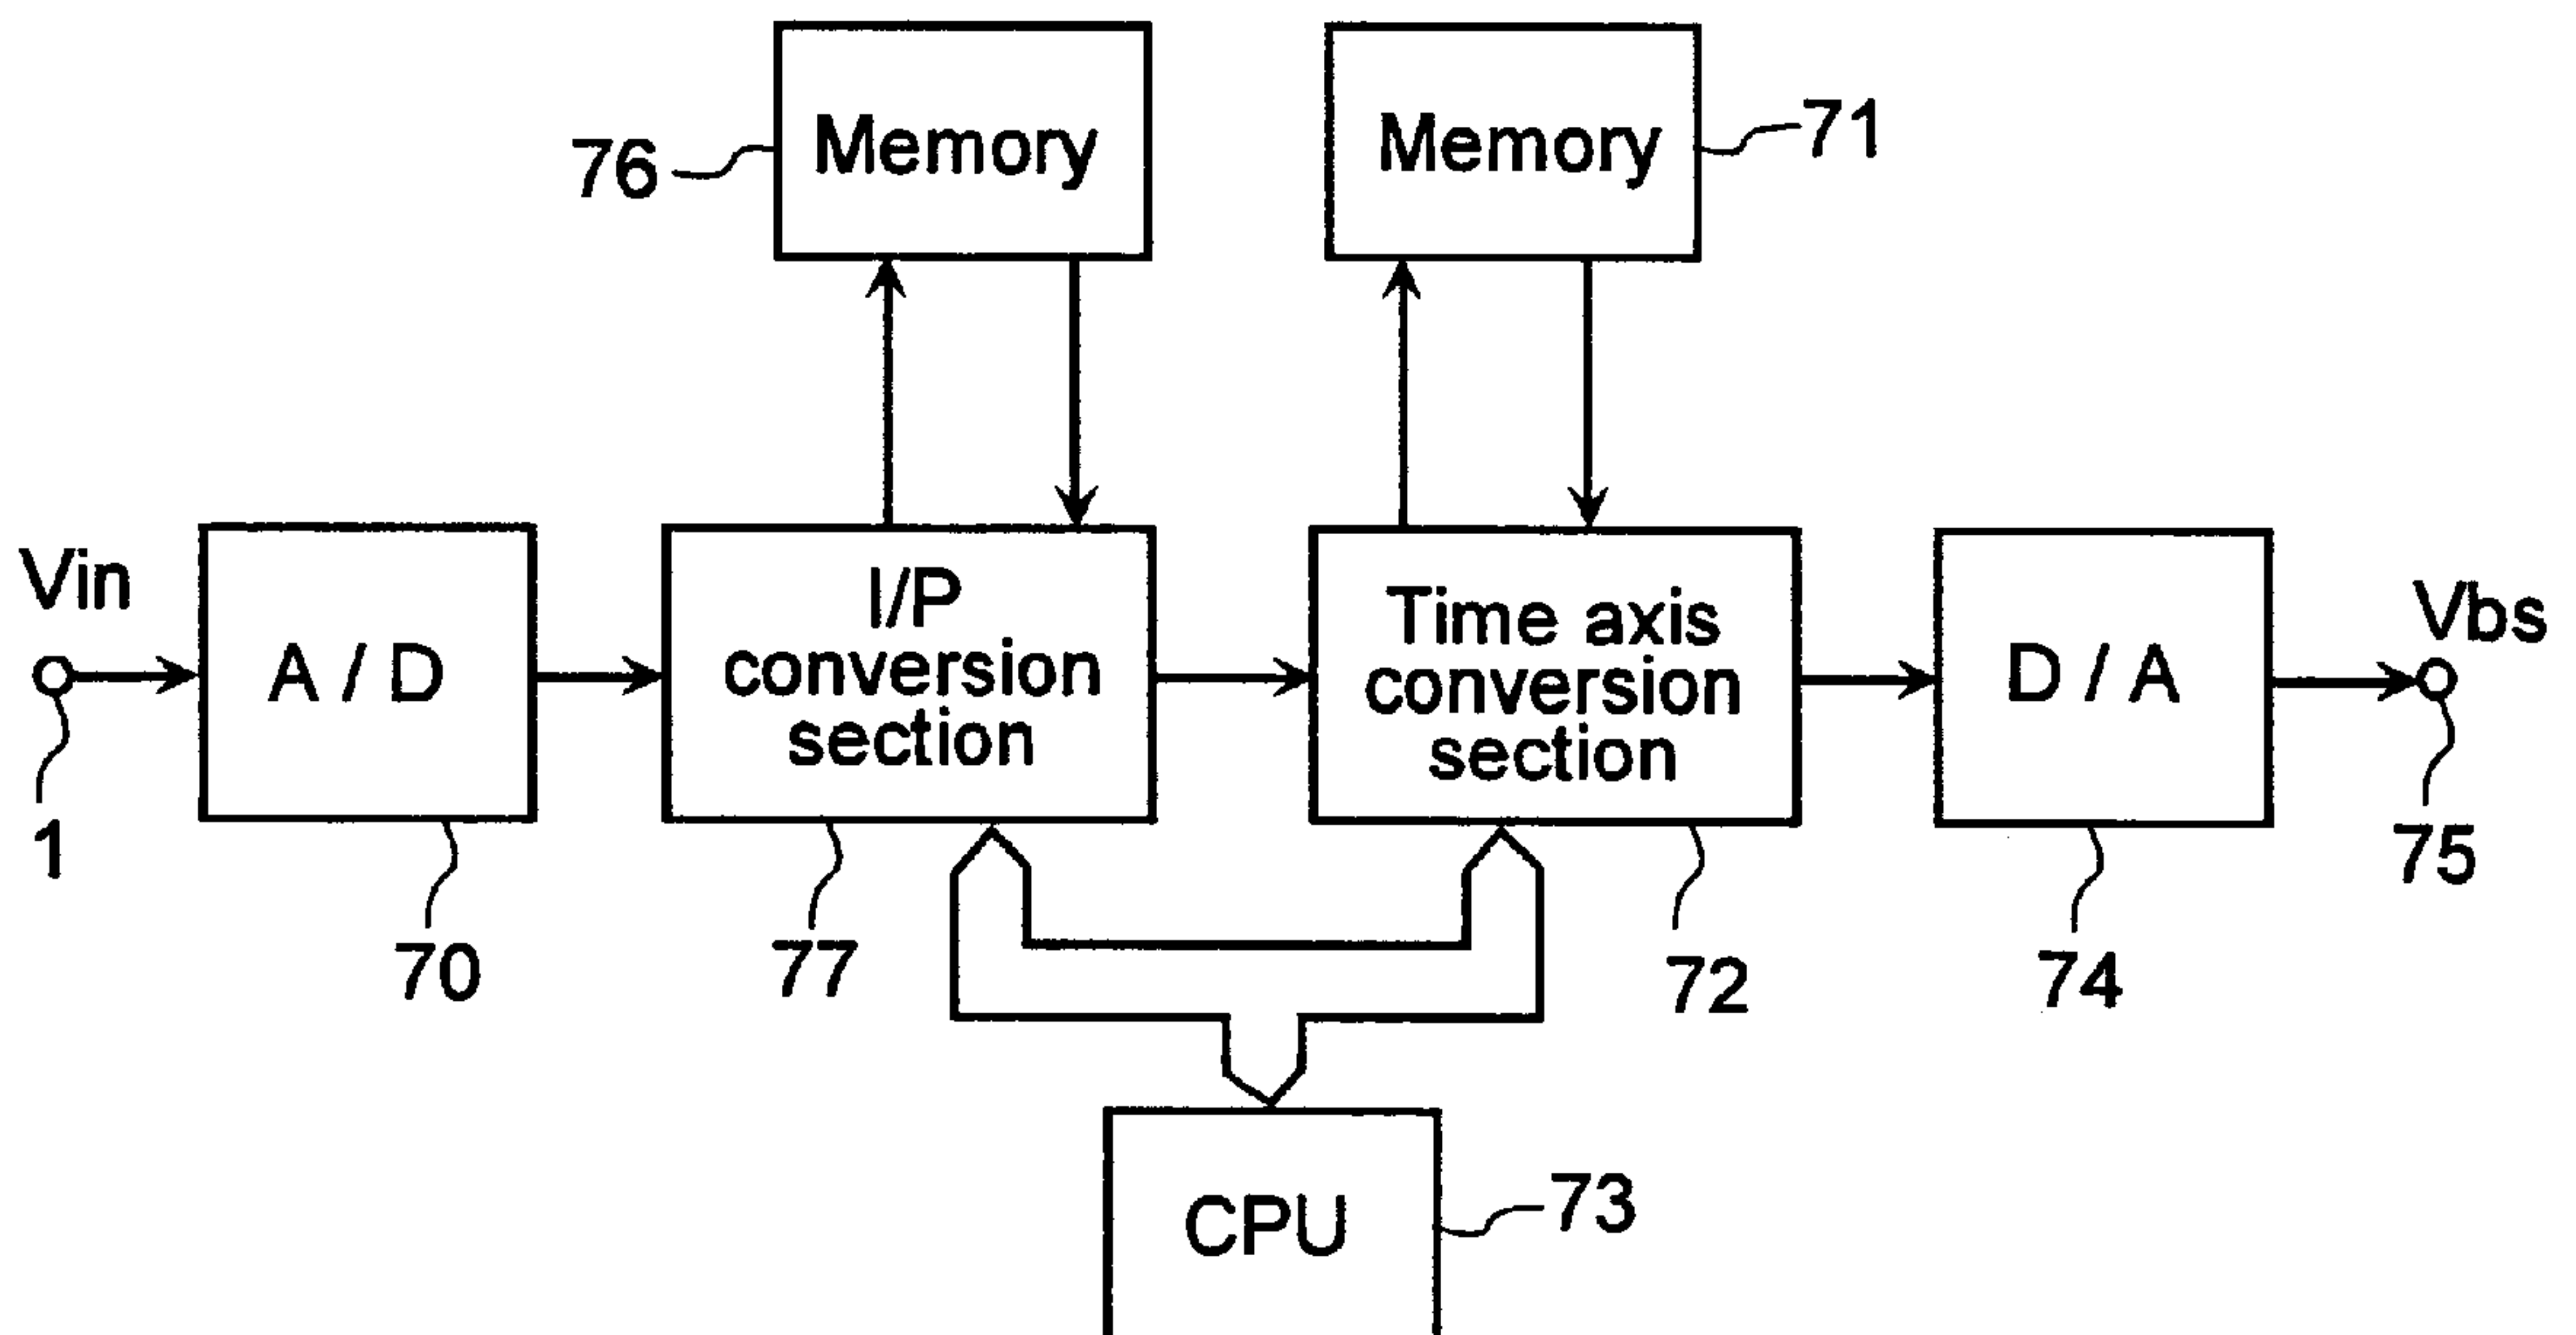 Memory
76
Memory
71
Vin
1
A / D
70
I/P
conversion
section
77
Time axis
conversion
section
72
D / A
74
Vbs
75
CPU
73